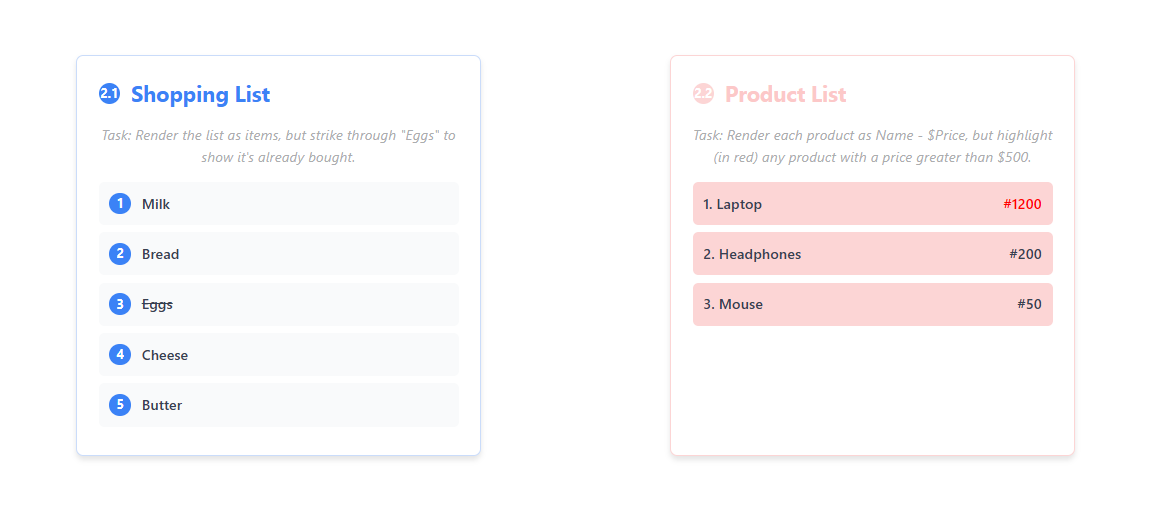 2.1 Shopping List
Task: Render the list as items, but strike through "Eggs" to
show it's already bought.
1 Milk
2 Bread
3 Eggs
4 Cheese
5 Butter
2.2 Product List
Task: Render each product as Name - $Price, but highlight
(in red) any product with a price greater than $500.
1. Laptop #1200
2. Headphones #200
3. Mouse #50